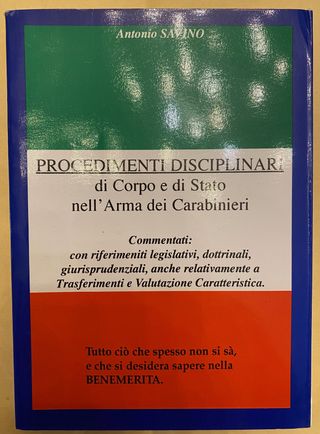 Antonio SAVINO
PROCEDIMENTI DISCIPLINARI
di Corpo e di Stato
nell'Arma dei Carabinieri
Commentati:
con riferimeniti legislativi, dottrinali,
giurisprudenziali, anche relativamente a
Trasferimenti e Valutazione Caratteristica.
Tutto ciò che spesso non si sà,
e che si desidera sapere nella
BENEMERITA.